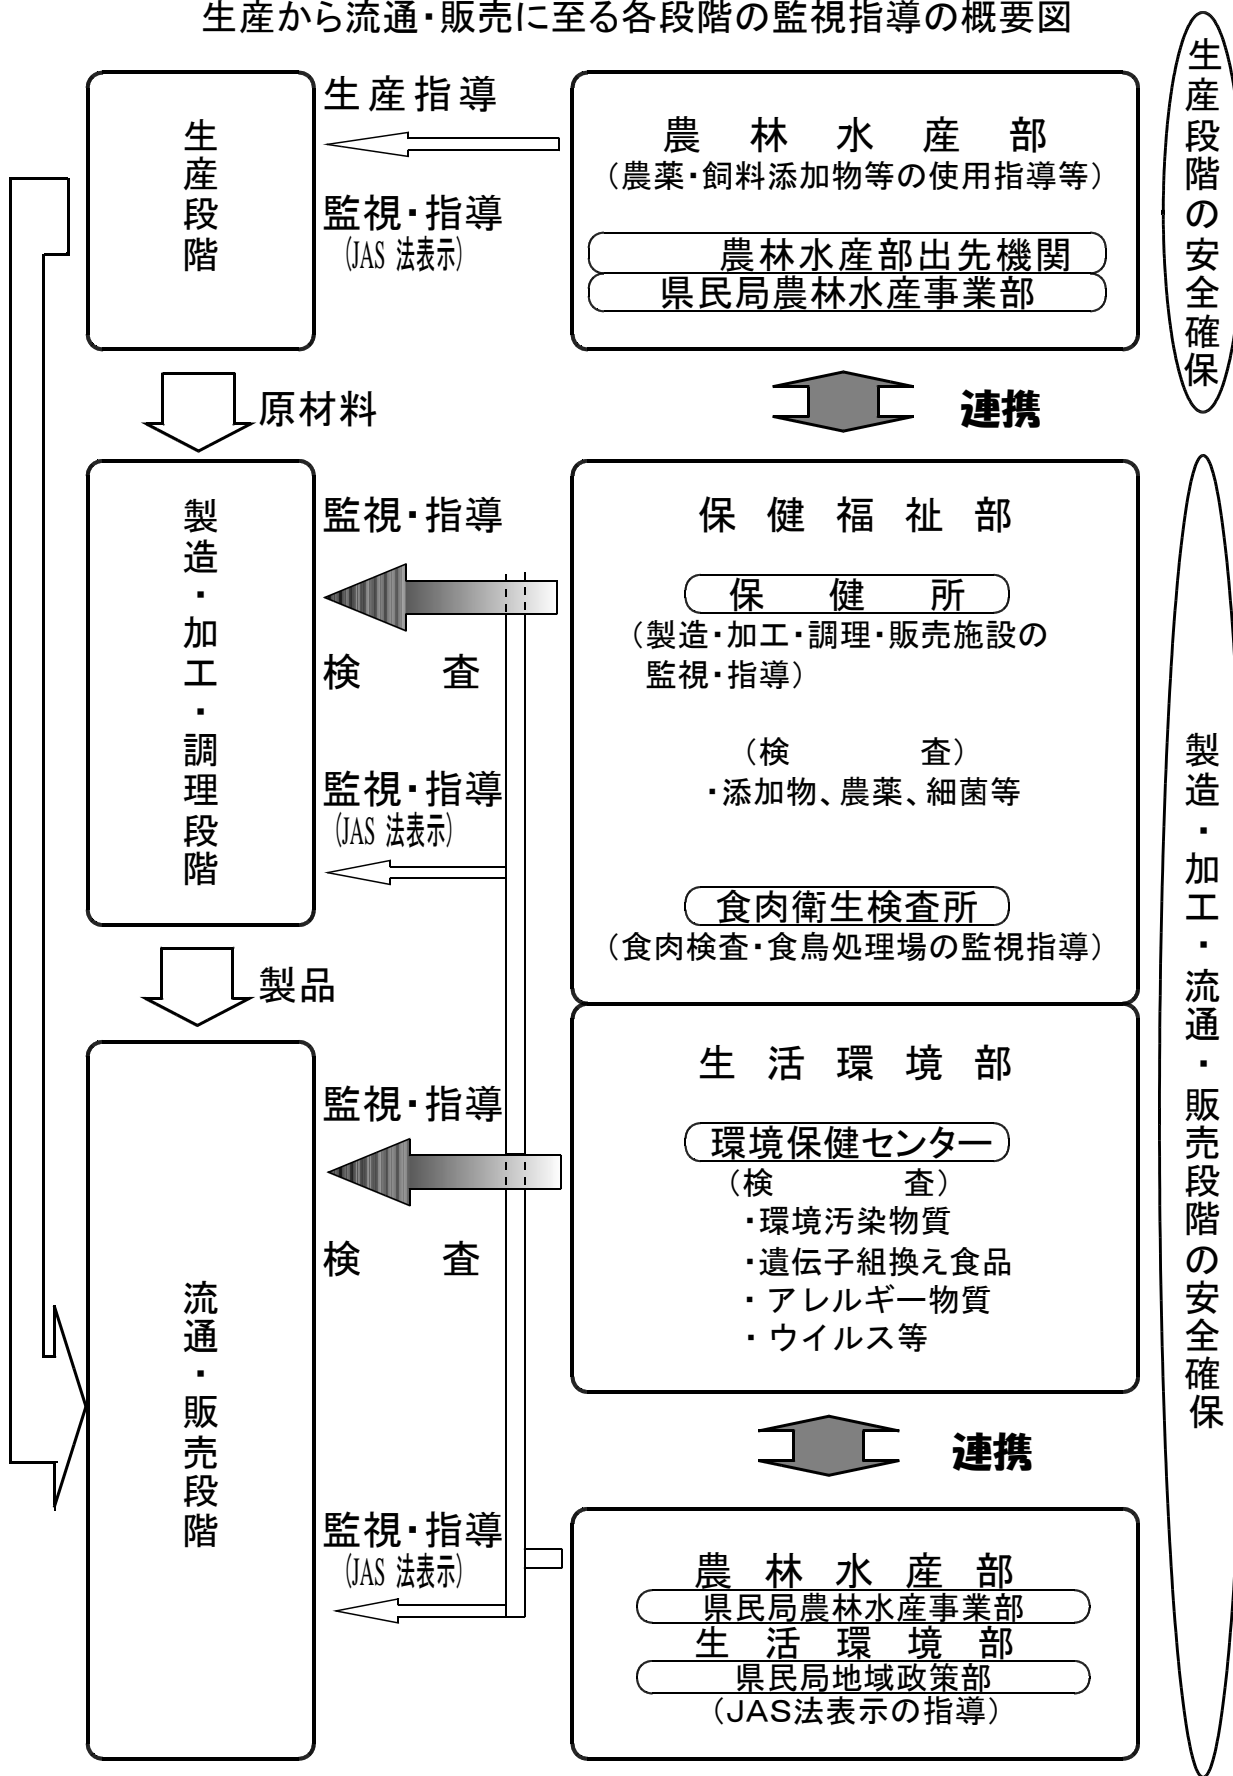 生産から流通・販売に至る各段階の監視指導の概要図
生産段階
生産指導
監視・指導
(JAS 法表示)
農林水産部
（農薬・飼料添加物等の使用指導等）
農林水産部出先機関
県民局農林水産事業部
生産段階の安全確保
原材料
連携
製造・加工・調理段階
監視・指導
検査
監視・指導
(JAS 法表示)
保健福祉部
保健所
（製造・加工・調理・販売施設の
監視・指導）
（検査）
・添加物、農薬、細菌等
食肉衛生検査所
（食肉検査・食鳥処理場の監視指導）
製造・加工・流通・販売段階の安全確保
製品
流通・販売段階
監視・指導
検査
監視・指導
(JAS 法表示)
生活環境部
環境保健センター
（検査）
・環境汚染物質
・遺伝子組換え食品
・アレルギー物質
・ウイルス等
連携
農林水産部
県民局農林水産事業部
生活環境部
県民局地域政策部
（ＪＡＳ法表示の指導）